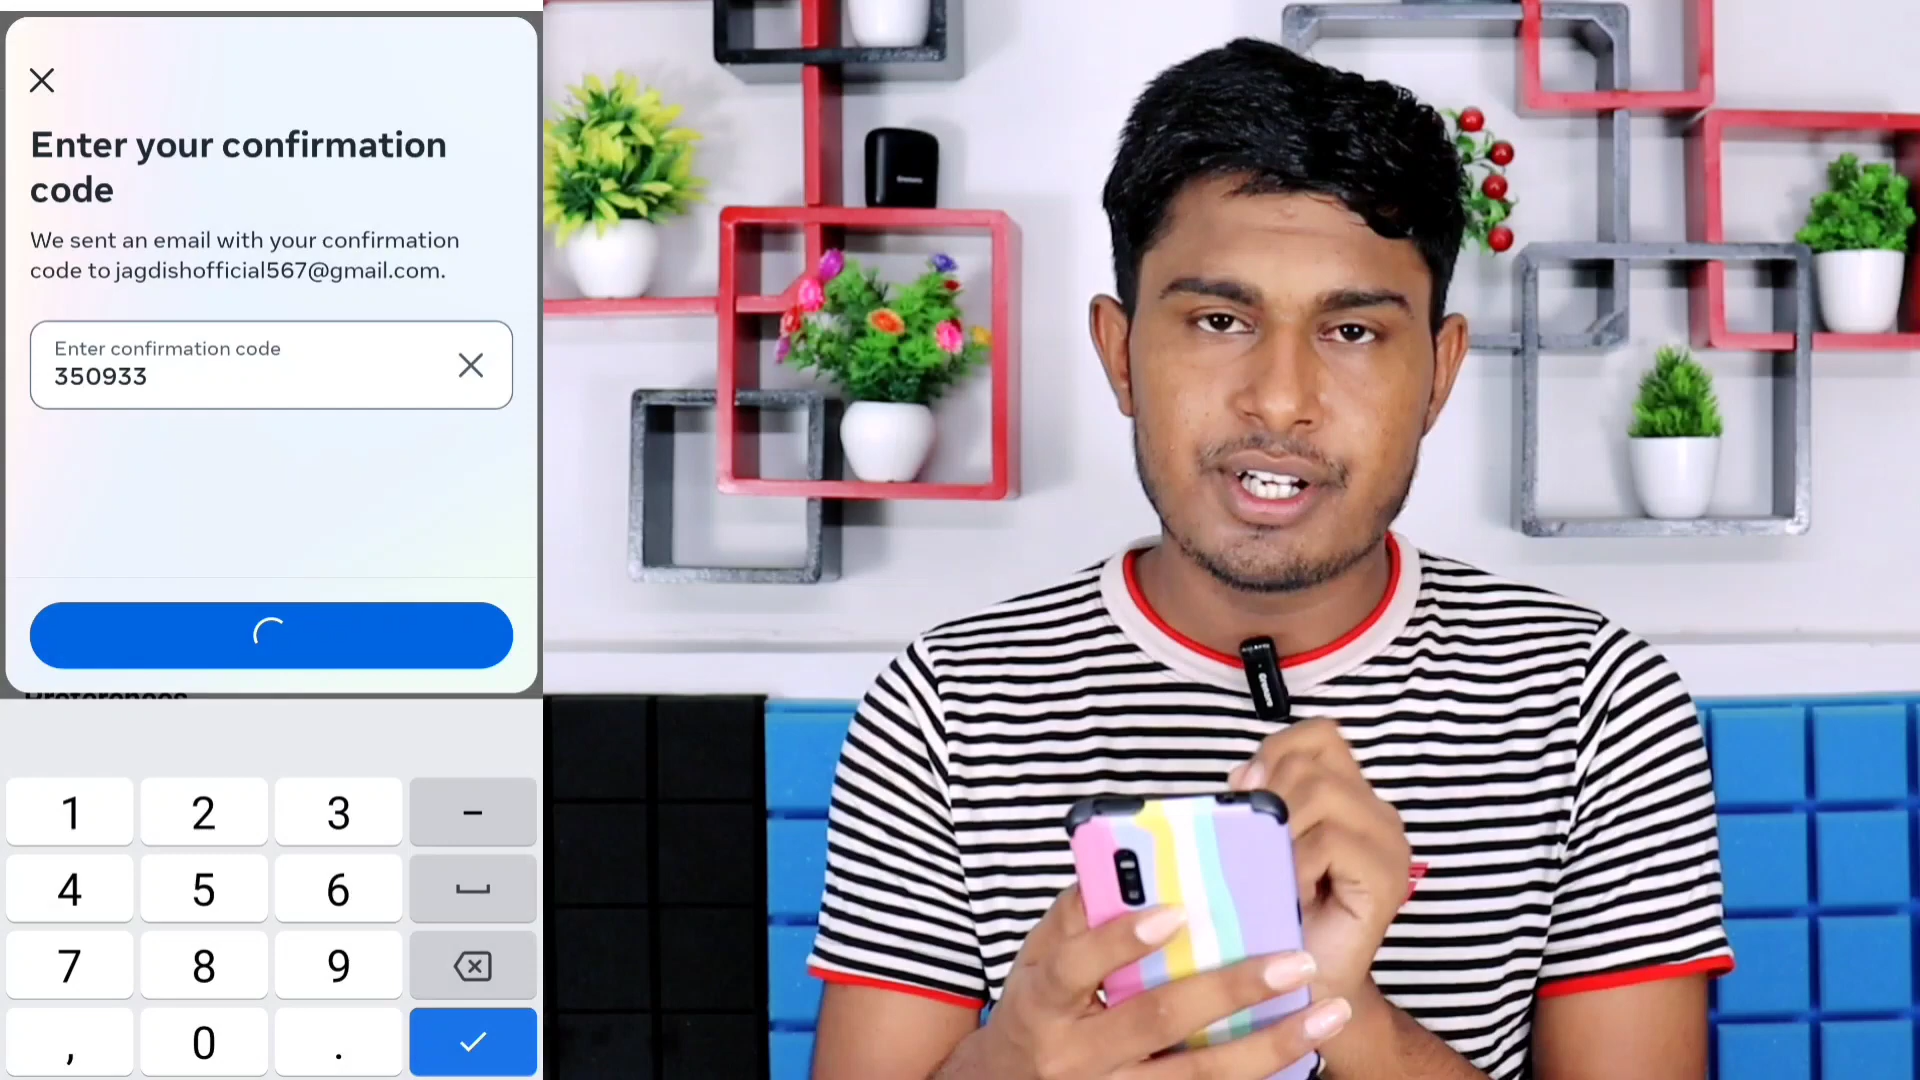 Enter your confirmation
code
We sent an email with your confirmation
code to jagdishofficial567@gmail.com.
Enter confirmation code
350933
Preferences
1 2 3 -
4 5 6
7 8 9
, 0 .